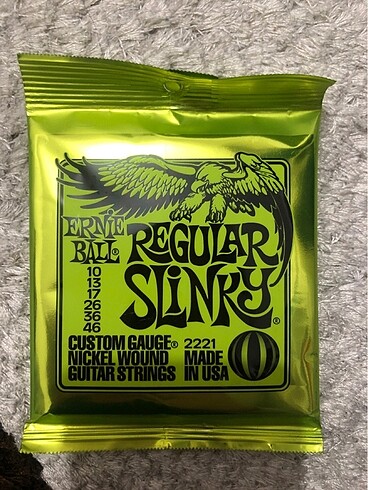 ERNIE
BALL®
REGULAR
SLINKY®
10
13
17
26
36
46
CUSTOM GAUGE®
NICKEL WOUND
GUITAR STRINGS
2221
MADE
IN USA